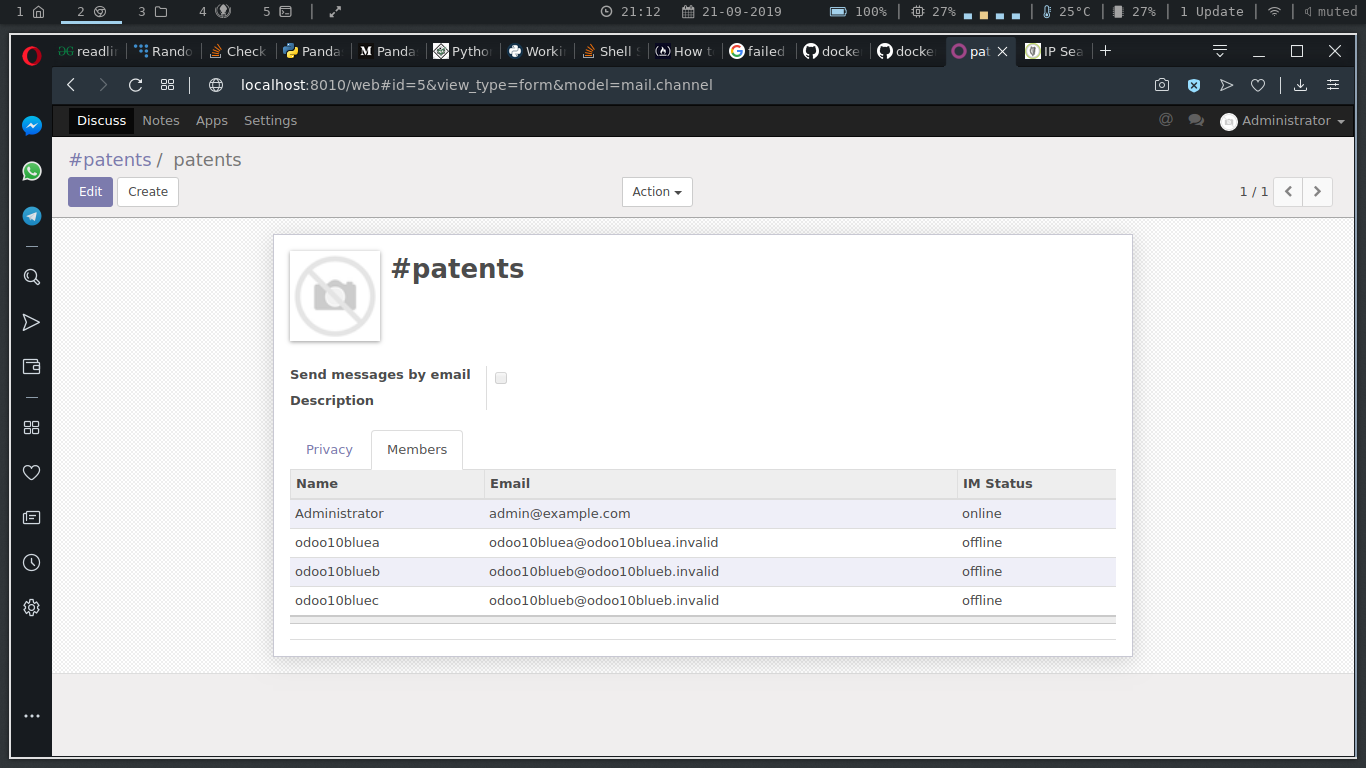 1 2 3 4 5 21:12 21-09-2019 100% 27% 25°C 27% 1 Update muted
readlin Rando Check Panda Panda Pytho Worki Shell S How t failed docke docke pat IP Sea
localhost:8010/web#id=5&view_type=form&model=mail.channel
Discuss Notes Apps Settings @ Administrator
#patents / patents
Edit Create Action 1 / 1
#patents
Send messages by email
Description
Privacy Members
Name Email IM Status
Administrator admin@example.com online
odoo10bluea odoo10bluea@odoo10bluea.invalid offline
odoo10blueb odoo10blueb@odoo10blueb.invalid offline
odoo10bluec odoo10blueb@odoo10blueb.invalid offline